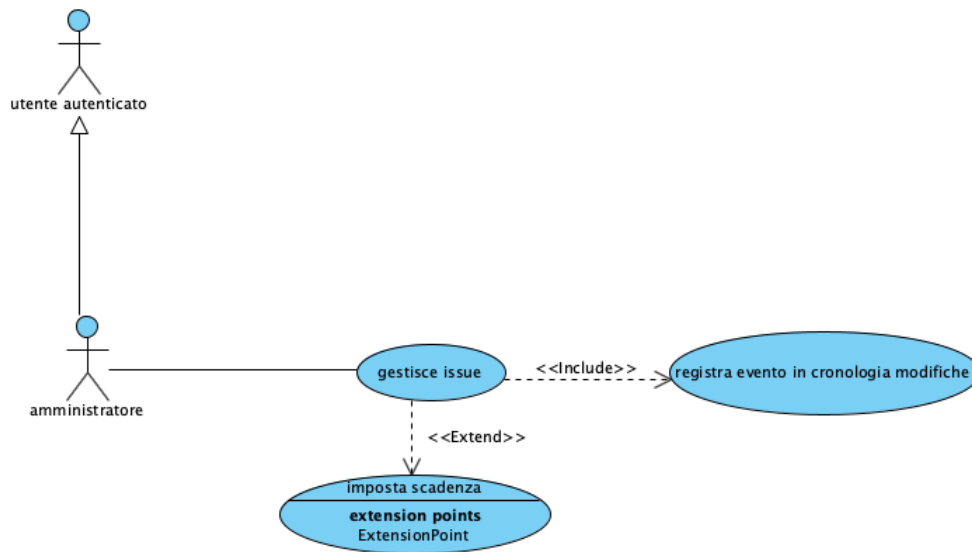 utente autenticato
amministratore
gestisce issue
<<Include>>
registra evento in cronologia modifiche
<<Extend>>
imposta scadenza
extension points
ExtensionPoint